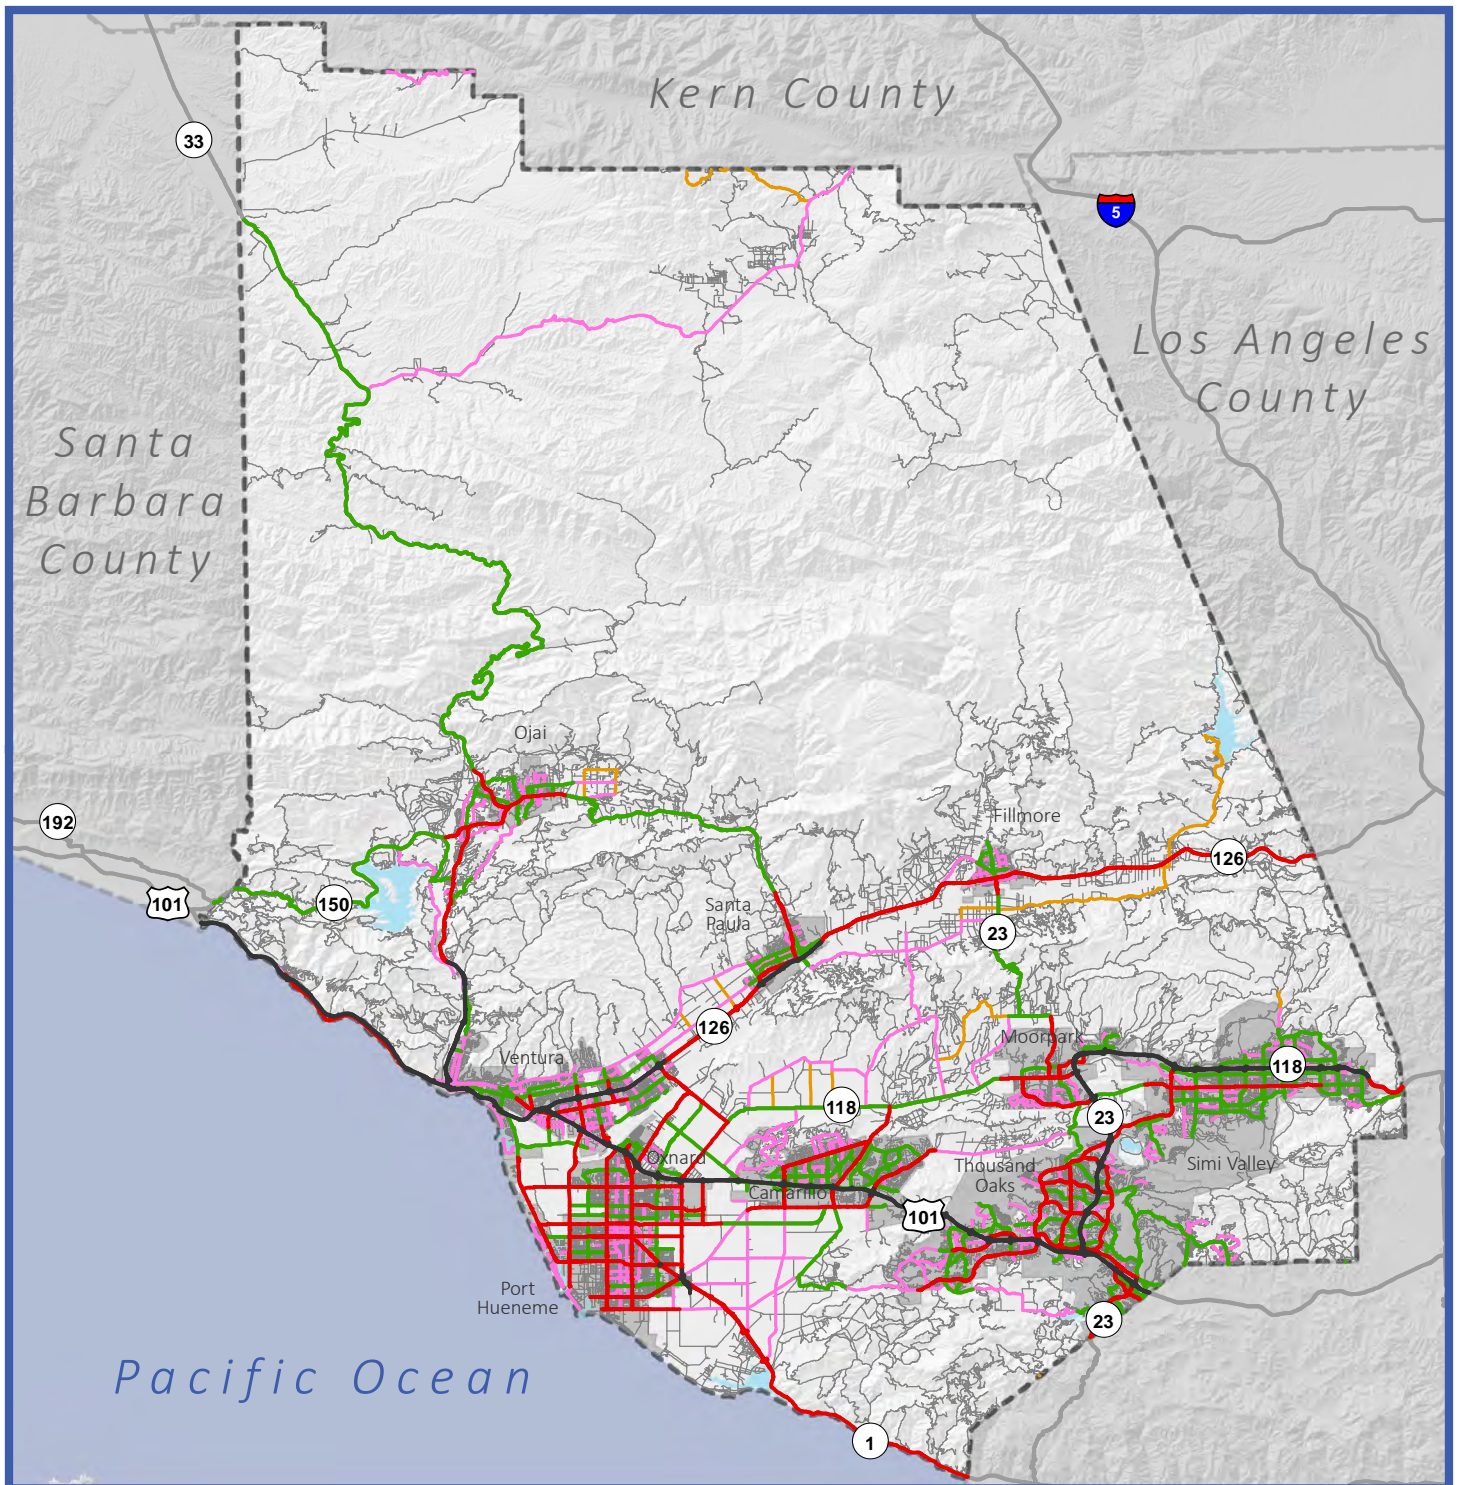 Kern County
33
5
Los Angeles
County
Santa
Barbara
County
Ojai
192
Fillmore
126
101
150
Santa
Paula
23
126
Moorpark
Ventura
118
118
23
Oxnard
Thousand
Oaks
Simi Valley
Camarillo
101
Port
Hueneme
23
Pacific Ocean
1